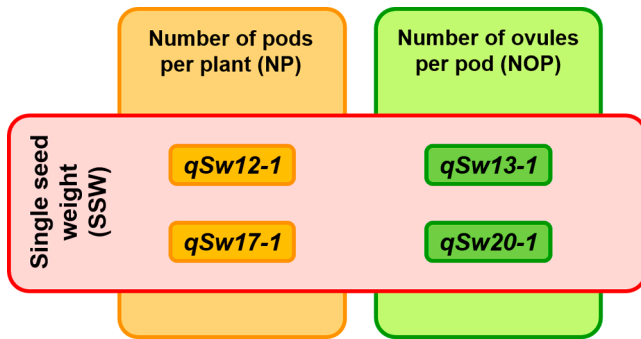 Number of pods
per plant (NP)
Number of ovules
per pod (NOP)
Single seed
weight
(SSW)
qSw12-1
qSw13-1
qSw17-1
qSw20-1